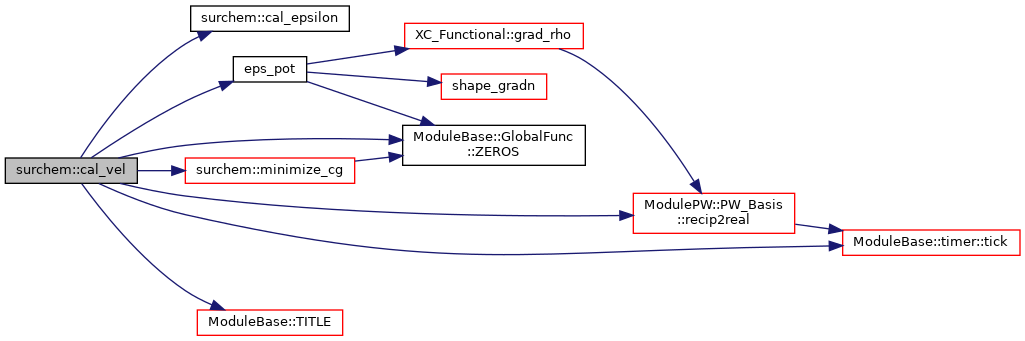 surchem::cal_epsilon
XC_Functional::grad_rho
eps_pot
shape_gradn
ModuleBase::GlobalFunc
::ZEROS
surchem::cal_vel
surchem::minimize_cg
ModulePW::PW_Basis
::recip2real
ModuleBase::timer::tick
ModuleBase::TITLE